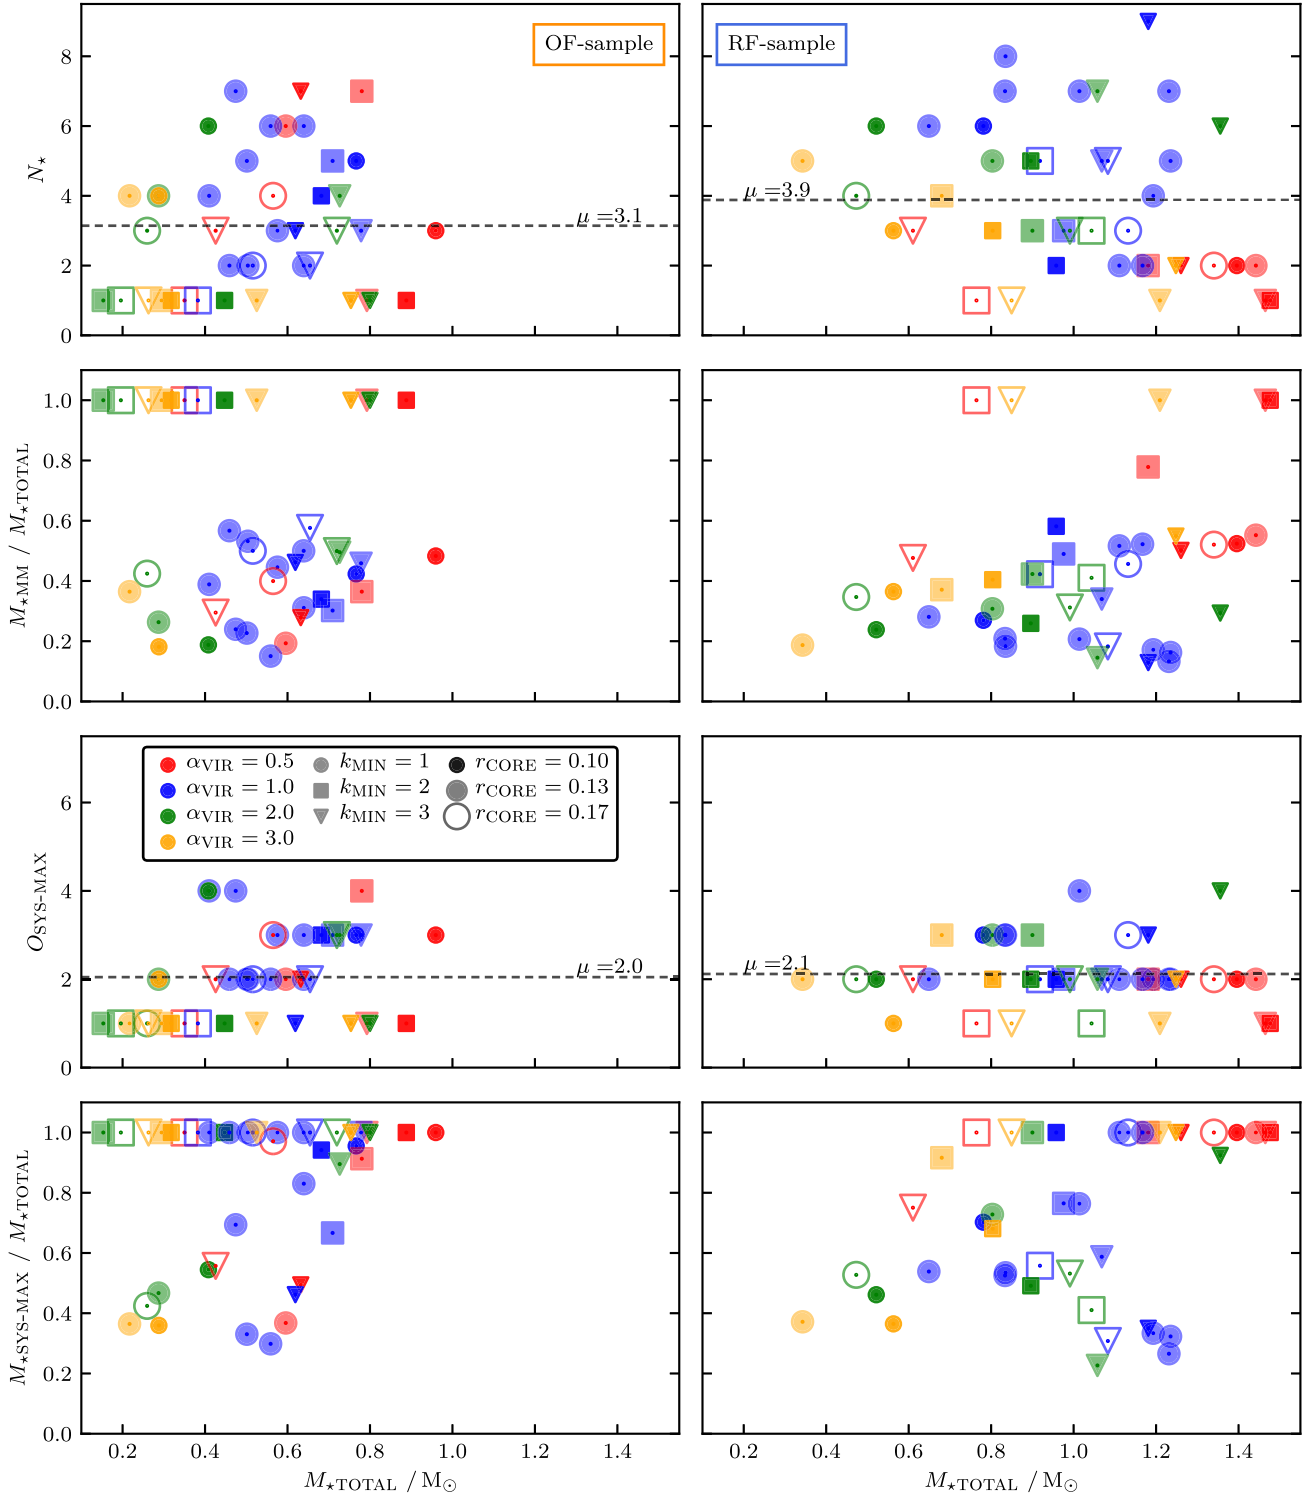 OF-sample
RF-sample
8
6
4
2
0
N⋆
μ = 3.1
μ = 3.9
1.0
0.8
0.6
0.4
0.2
0.0
M⋆MM / M⋆TOTAL
αVIR = 0.5
αVIR = 1.0
αVIR = 2.0
αVIR = 3.0
kMIN = 1
kMIN = 2
kMIN = 3
rCORE = 0.10
rCORE = 0.13
rCORE = 0.17
6
4
2
0
OSYS-MAX
μ = 2.0
μ = 2.1
1.0
0.8
0.6
0.4
0.2
0.0
M⋆SYS-MAX / M⋆TOTAL
0.2 0.4 0.6 0.8 1.0 1.2 1.4
0.2 0.4 0.6 0.8 1.0 1.2 1.4
M⋆TOTAL / M⊙
M⋆TOTAL / M⊙